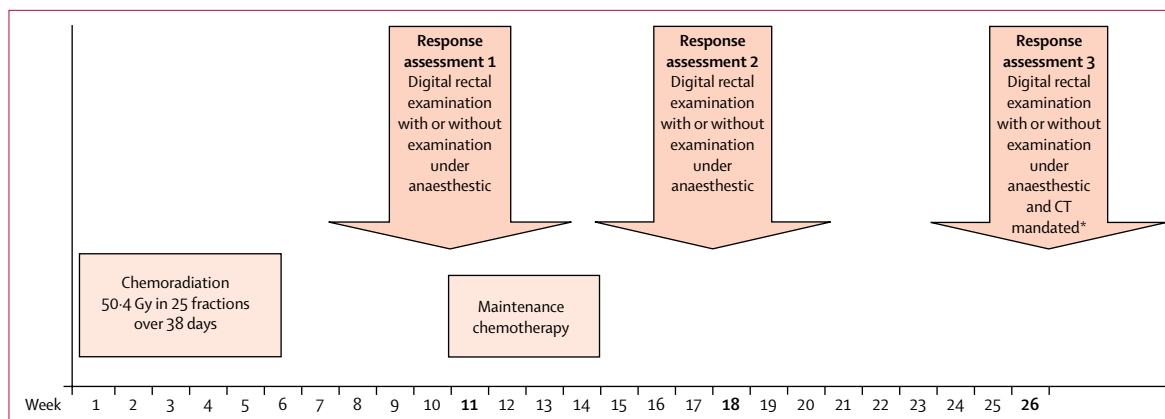 Response
assessment 1
Digital rectal
examination
with or without
examination
under
anaesthestic
Response
assessment 2
Digital rectal
examination
with or without
examination
under
anaesthestic
Response
assessment 3
Digital rectal
examination
with or without
examination
under
anaesthestic
and CT
mandated*
Chemoradiation
50·4 Gy in 25 fractions
over 38 days
Maintenance
chemotherapy
Week 1 2 3 4 5 6 7 8 9 10 11 12 13 14 15 16 17 18 19 20 21 22 23 24 25 26